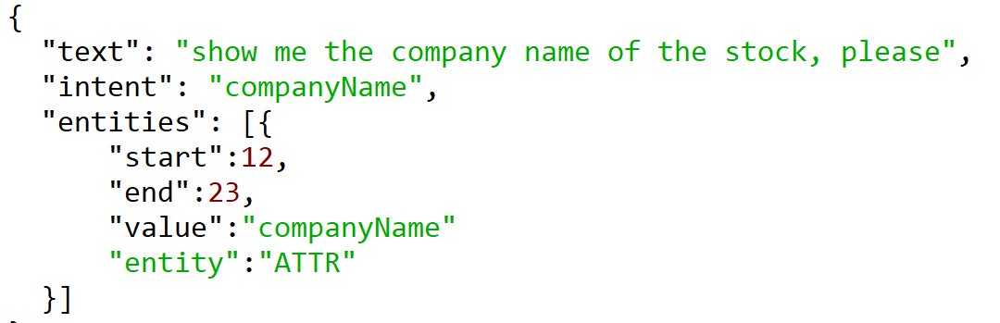 {
"text": "show me the company name of the stock, please",
"intent": "companyName",
"entities": [{
"start":12,
"end":23,
"value":"companyName"
"entity":"ATTR"
}]